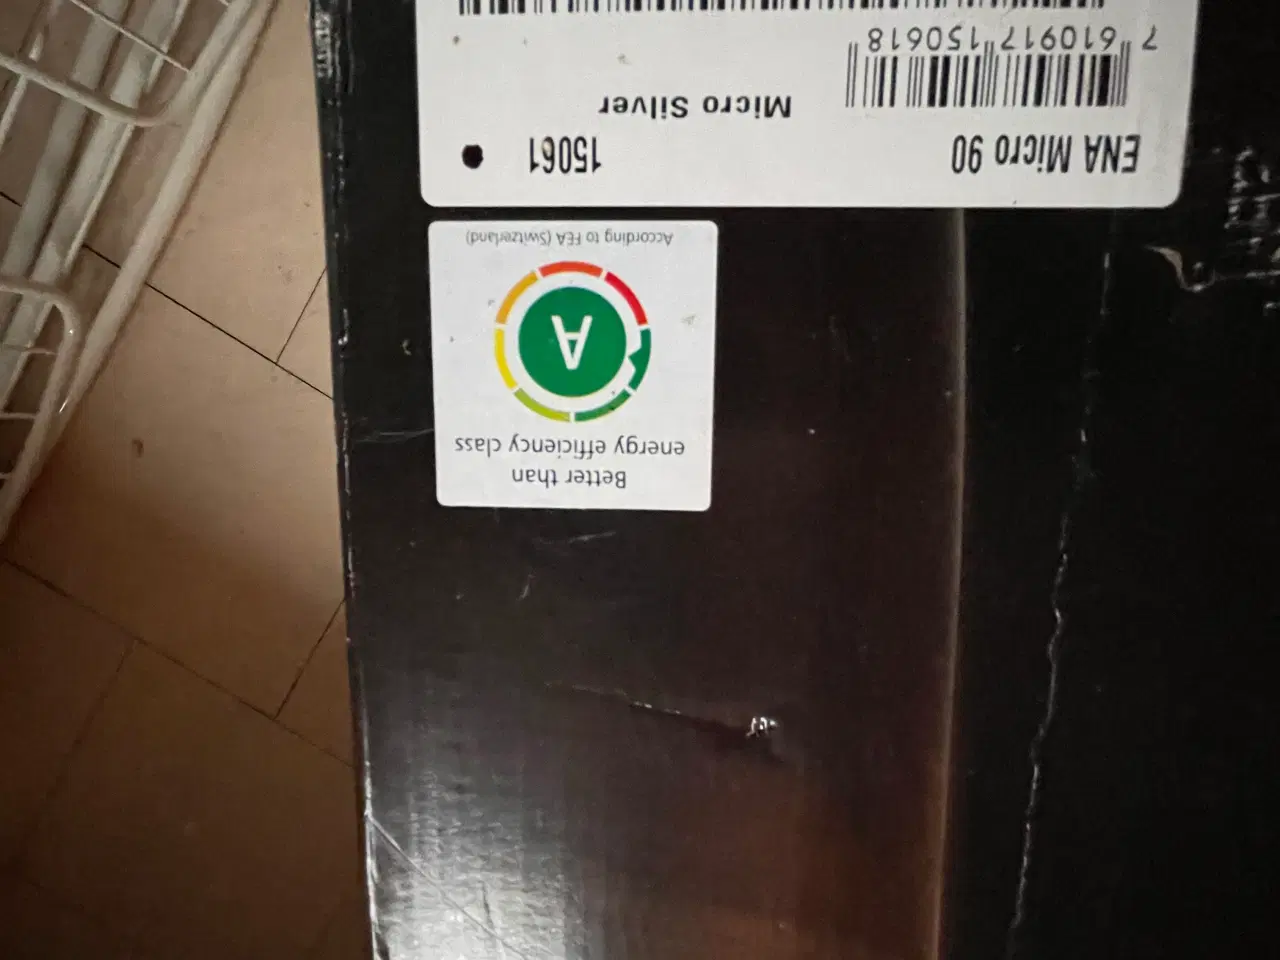 Better than
energy efficiency class
A
According to FEA (Switzerland)
ENA Micro 90 15061
Micro Silver
7 610917 150618